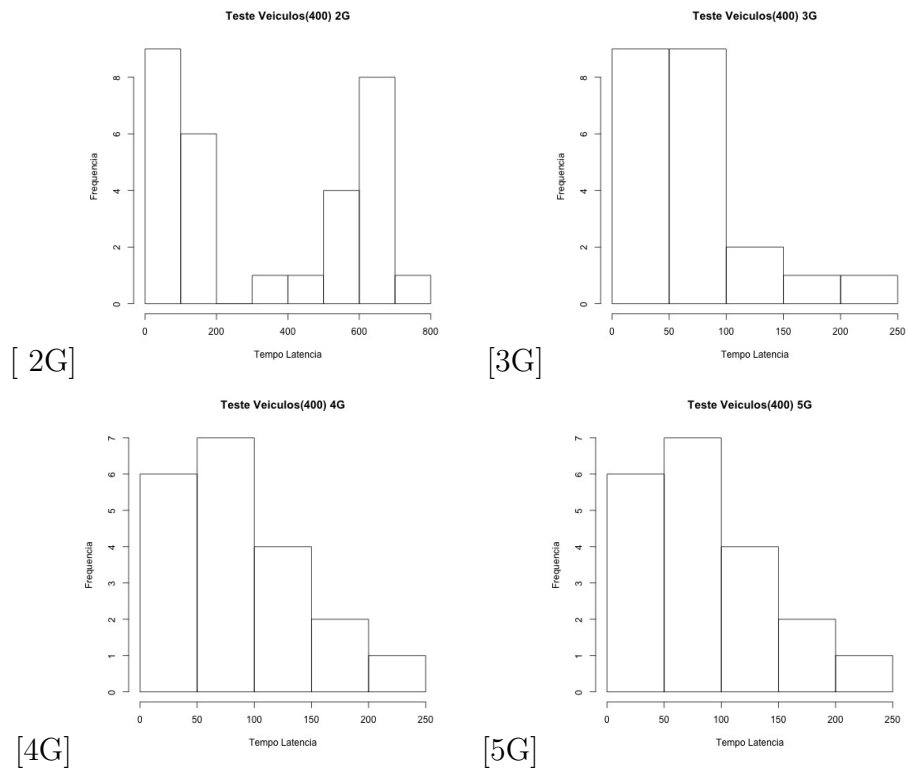 Teste Veiculos(400) 2G
Frequencia
0 2 4 6 8
0 200 400 600 800
Tempo Latencia
[ 2G]
Teste Veiculos(400) 3G
Frequencia
0 2 4 6 8
0 50 100 150 200 250
Tempo Latencia
[3G]
Teste Veiculos(400) 4G
Frequencia
0 1 2 3 4 5 6 7
0 50 100 150 200 250
Tempo Latencia
[4G]
Teste Veiculos(400) 5G
Frequencia
0 1 2 3 4 5 6 7
0 50 100 150 200 250
Tempo Latencia
[5G]